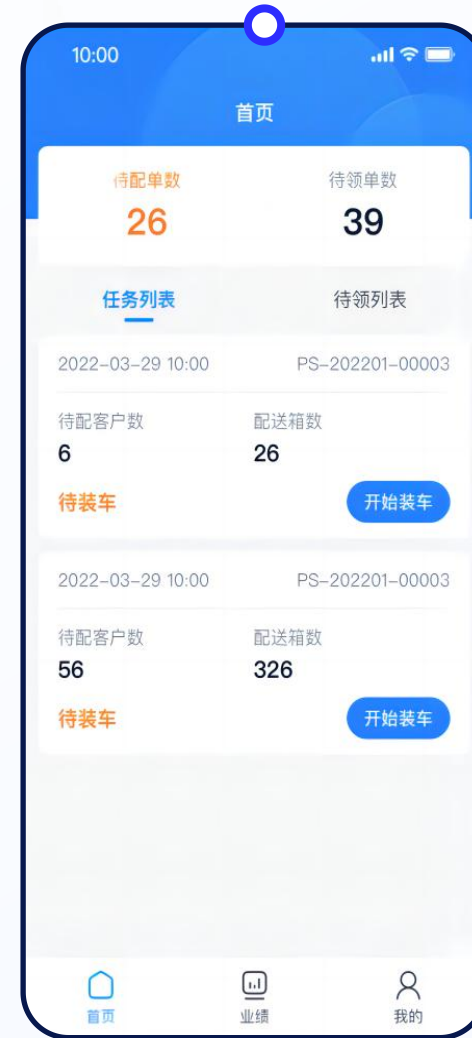 10:00
首页
待配单数 待领单数
26 39
任务列表 待领列表
2022-03-29 10:00 PS-202201-00003
待配客户数 配送箱数
6 26
待装车 开始装车
2022-03-29 10:00 PS-202201-00003
待配客户数 配送箱数
56 326
待装车 开始装车
首页 业绩 我的